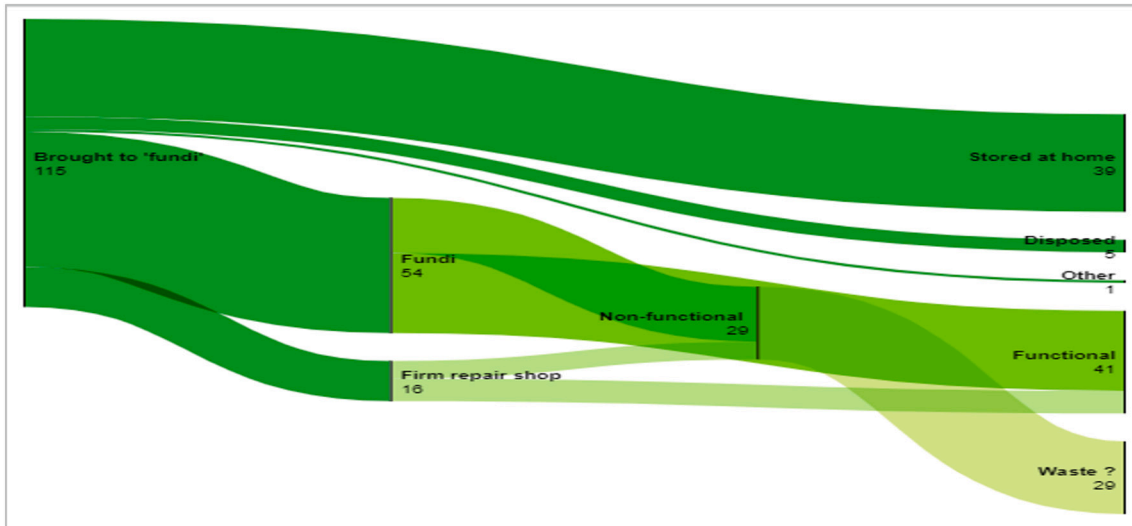 Brought to 'fundi'
115
Stored at home
39
Disposed
5
Other
1
Fundi
54
Non-functional
29
Functional
41
Firm repair shop
16
Waste ?
29